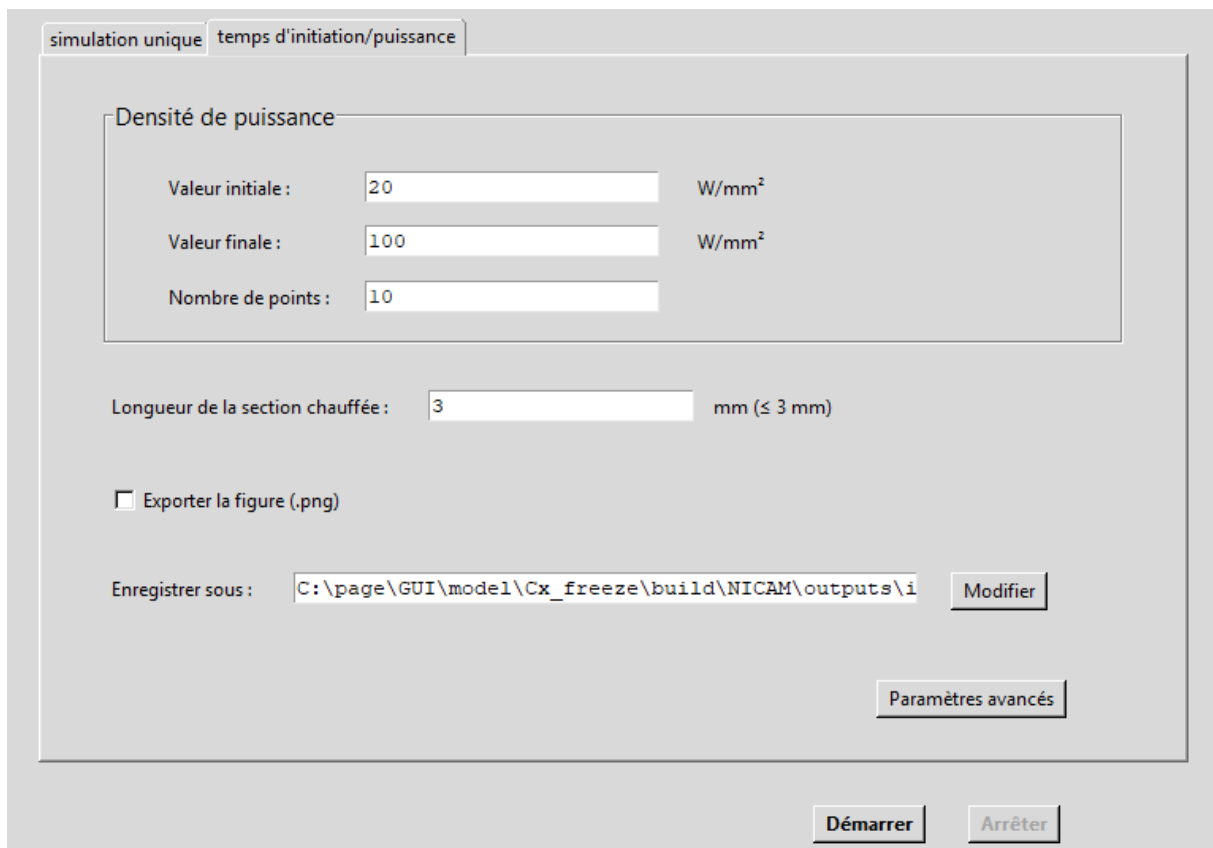 simulation unique temps d'initiation/puissance
Densité de puissance
Valeur initiale : 20 W/mm²
Valeur finale : 100 W/mm²
Nombre de points : 10
Longueur de la section chauffée : 3 mm (≤ 3 mm)
Exporter la figure (.png)
Enregistrer sous : C:\page\GUI\model\Cx_freeze\build\NICAM\outputs\i Modifier
Paramètres avancés
Démarrer Arrêter